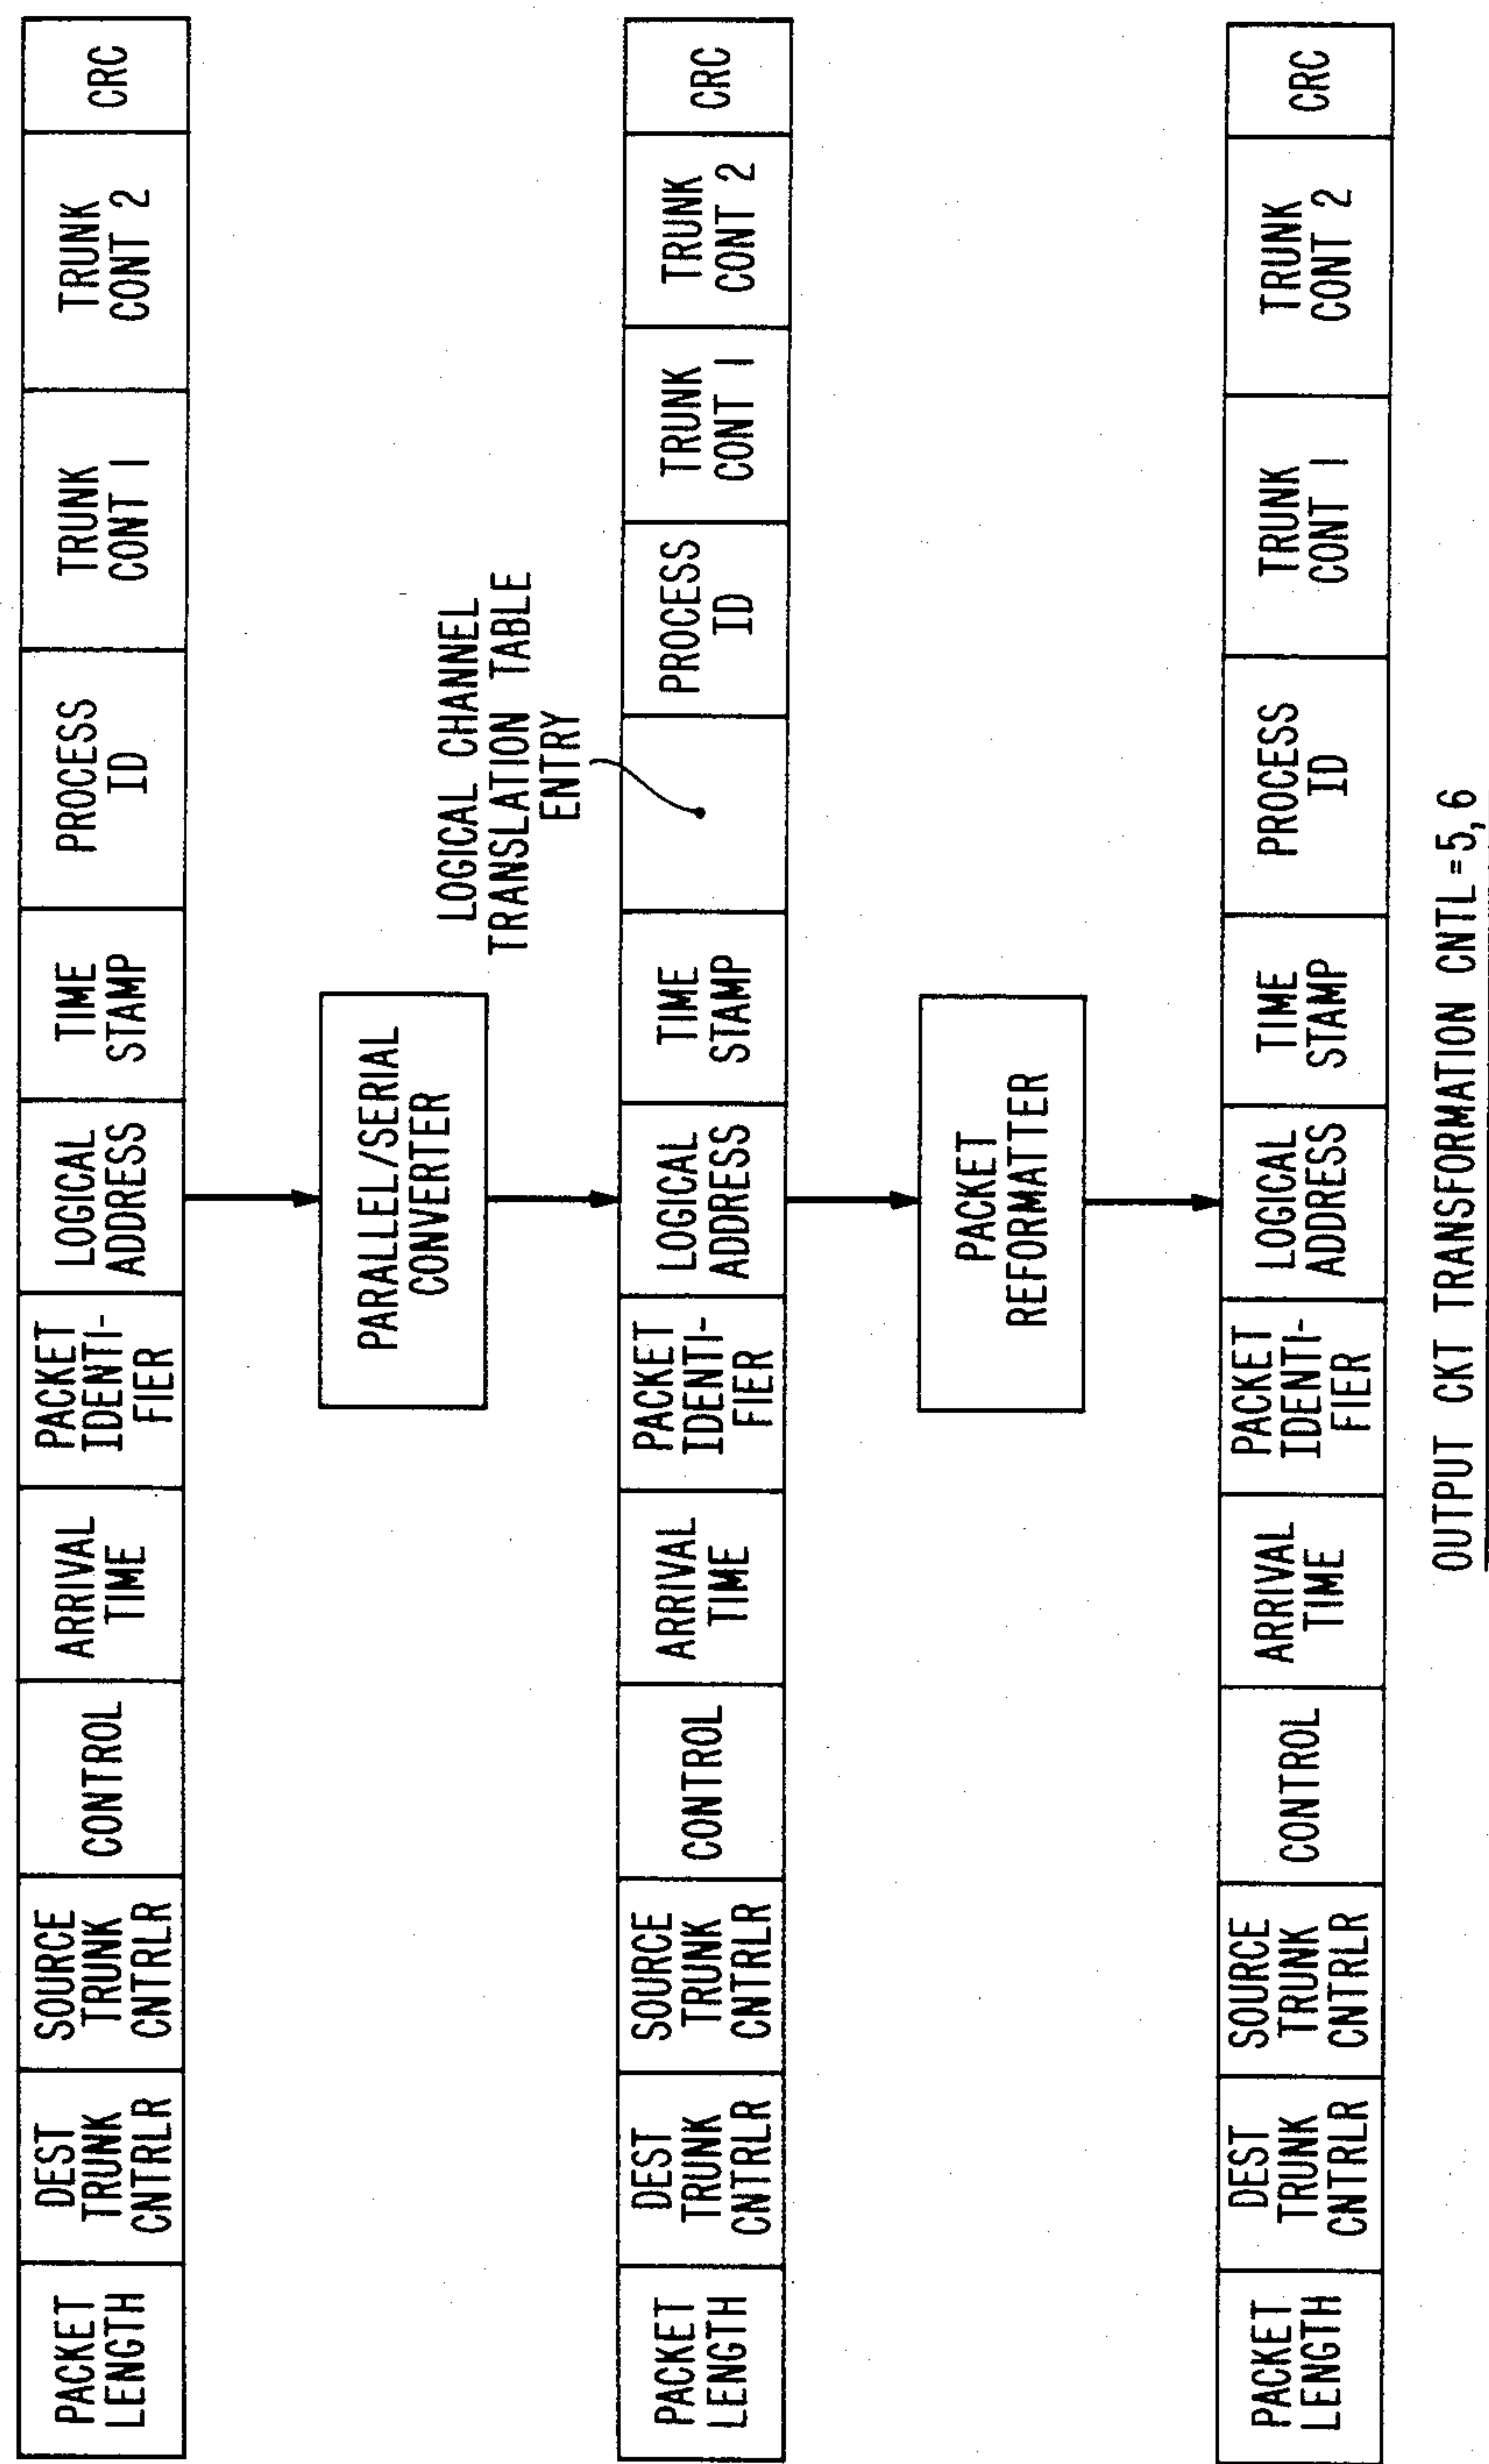 PACKET
LENGTH
DEST
TRUNK
CNTRLR
SOURCE
TRUNK
CNTRLR
CONTROL
ARRIVAL
TIME
PACKET
IDENTI-
FIER
LOGICAL
ADDRESS
TIME
STAMP
PROCESS
ID
TRUNK
CONT 1
TRUNK
CONT 2
CRC
PARALLEL/SERIAL
CONVERTER
LOGICAL CHANNEL
TRANSLATION TABLE
ENTRY
PACKET
LENGTH
DEST
TRUNK
CNTRLR
SOURCE
TRUNK
CNTRLR
CONTROL
ARRIVAL
TIME
PACKET
IDENTI-
FIER
LOGICAL
ADDRESS
TIME
STAMP
PROCESS
ID
TRUNK
CONT 1
TRUNK
CONT 2
CRC
PACKET
REFORMATTER
PACKET
LENGTH
DEST
TRUNK
CNTRLR
SOURCE
TRUNK
CNTRLR
CONTROL
ARRIVAL
TIME
PACKET
IDENTI-
FIER
LOGICAL
ADDRESS
TIME
STAMP
PROCESS
ID
TRUNK
CONT 1
TRUNK
CONT 2
CRC
OUTPUT CKT TRANSFORMATION CNTL = 5, 6